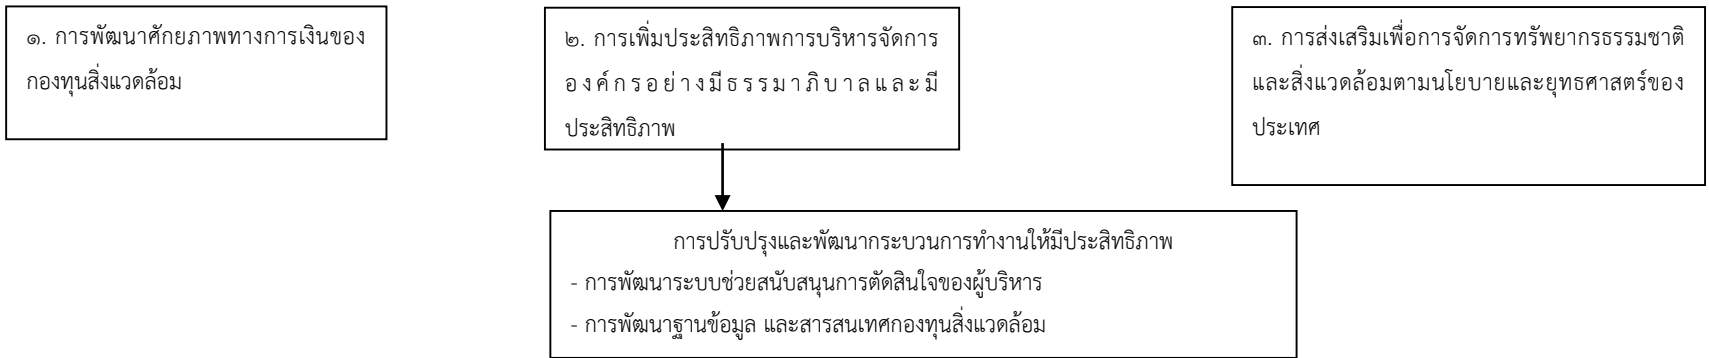 ๑. การพัฒนาศักยภาพทางการเงินของ
กองทุนสิ่งแวดล้อม
๒. การเพิ่มประสิทธิภาพการบริหารจัดการ
องค์กรอย่างมีธรรมาภิบาลและมี
ประสิทธิภาพ
๓. การส่งเสริมเพื่อการจัดการทรัพยากรธรรมชาติ
และสิ่งแวดล้อมตามนโยบายและยุทธศาสตร์ของ
ประเทศ
การปรับปรุงและพัฒนากระบวนการทำงานให้มีประสิทธิภาพ
- การพัฒนาระบบช่วยสนับสนุนการตัดสินใจของผู้บริหาร
- การพัฒนาฐานข้อมูล และสารสนเทศกองทุนสิ่งแวดล้อม